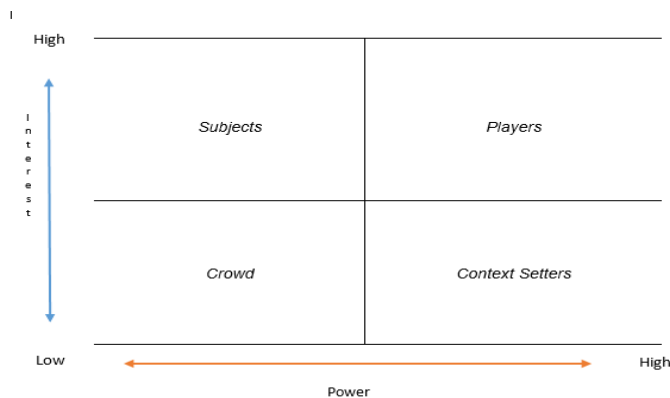 I
High
Interest
Subjects
Players
Crowd
Context Setters
Low
High
Power